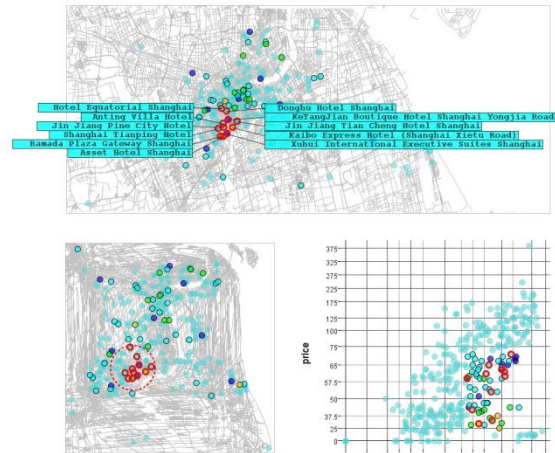 Hotel Equatorial Shanghai
Donghu Hotel Shanghai
Anting Villa Hotel
KeTangJian Boutique Hotel Shanghai Yongjia Road
Jin Jiang Pine City Hotel
Jin Jiang Tian Cheng Hotel Shanghai
Shanghai Tianping Hotel
Kaibo Express Hotel (Shanghai Xietu Road)
Ramada Plaza Gateway Shanghai
Xuhui International Executive Suites Shanghai
Asset Hotel Shanghai
price
375
325
275
225
175
125
100
75
65
57.5
50
37.5
25
0